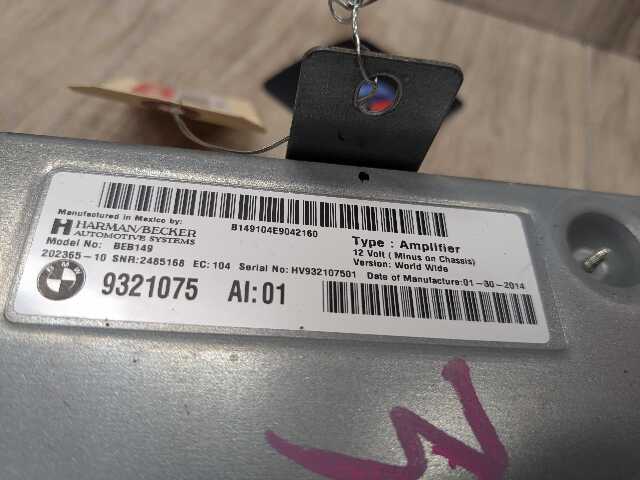 B149104E9042160
Manufactured in Mexico by:
HARMAN/BECKER
AUTOMOTIVE SYSTEMS
Model No: BEB149
202365-10 SNR:2485168 EC:104 Serial No:HV932107501
Type : Amplifier
12 Volt ( Minus on Chassis)
Version: World Wide
Date of Manufacture:01-30-2014
BMW
9321075 AI:01